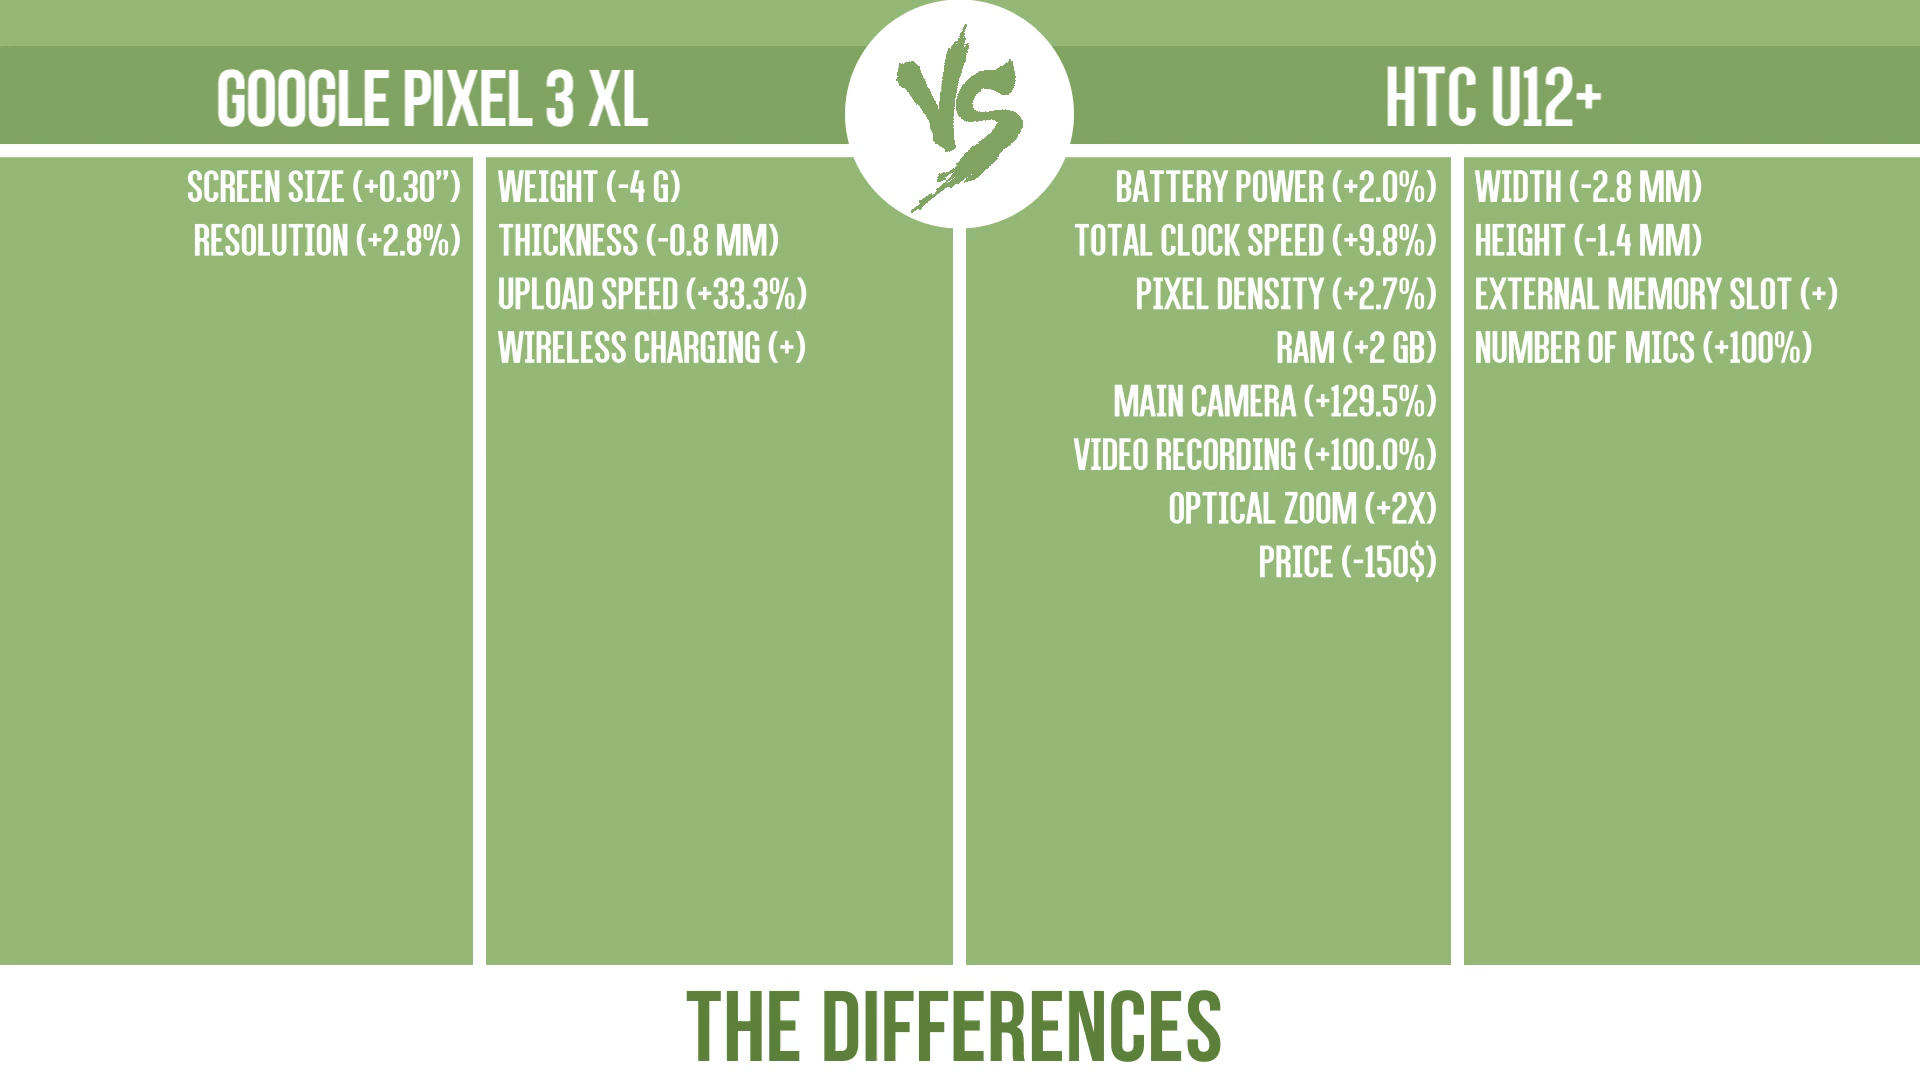 GOOGLE PIXEL 3 XL
VS
HTC U12+
SCREEN SIZE (+0.30”)
RESOLUTION (+2.8%)
WEIGHT (-4 G)
THICKNESS (-0.8 MM)
UPLOAD SPEED (+33.3%)
WIRELESS CHARGING (+)
BATTERY POWER (+2.0%)
TOTAL CLOCK SPEED (+9.8%)
PIXEL DENSITY (+2.7%)
RAM (+2 GB)
MAIN CAMERA (+129.5%)
VIDEO RECORDING (+100.0%)
OPTICAL ZOOM (+2X)
PRICE (-150$)
WIDTH (-2.8 MM)
HEIGHT (-1.4 MM)
EXTERNAL MEMORY SLOT (+)
NUMBER OF MICS (+100%)
THE DIFFERENCES